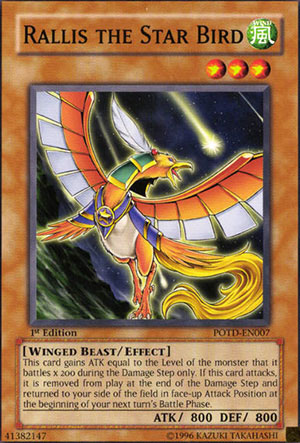 RALLIS THE STAR BIRD
WIND
風
1st Edition
POTD-EN007
[WINGED BEAST/EFFECT]
This card gains ATK equal to the Level of the monster that it
battles x 200 during the Damage Step only. If this card attacks,
it is removed from play at the end of the Damage Step and
returned to your side of the field in face-up Attack Position at
the beginning of your next turn's Battle Phase.
ATK/ 800 DEF/ 800
41382147
©1996 KAZUKI TAKAHASHI